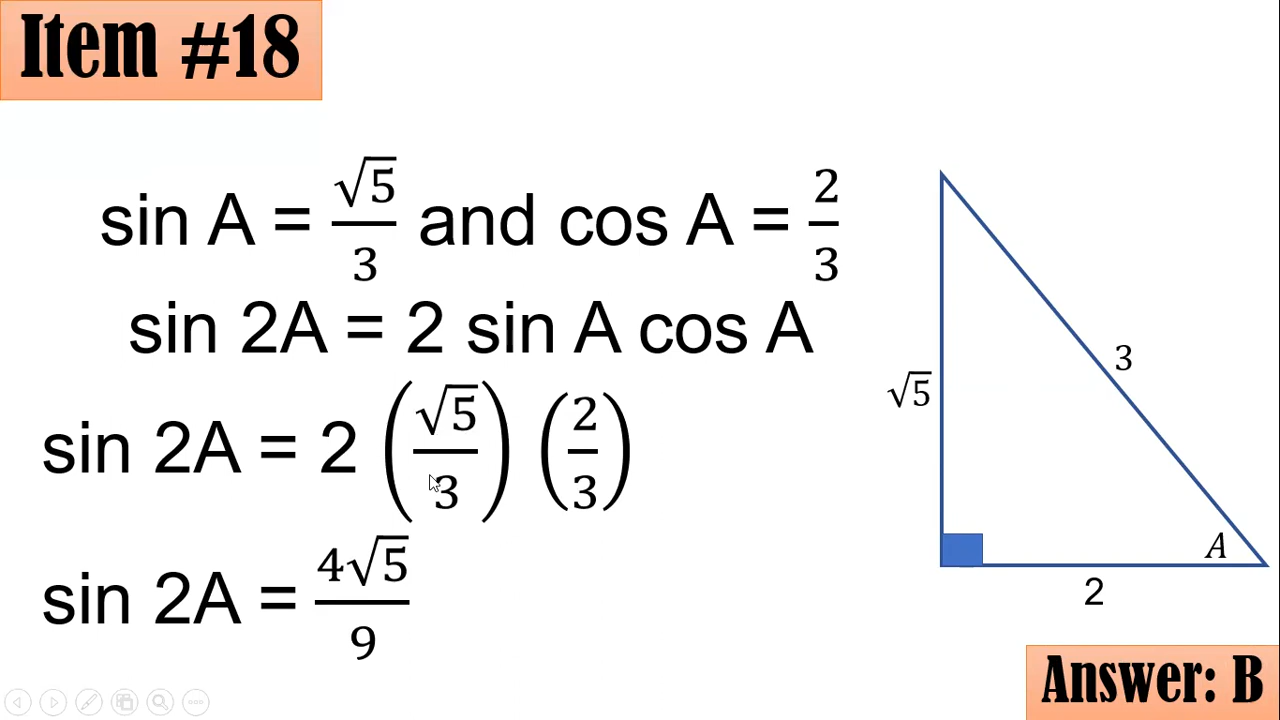 Item #18
sin A = √5/3 and cos A = 2/3
sin 2A = 2 sin A cos A
sin 2A = 2 (√5/3) (2/3)
sin 2A = 4√5/9
√5
3
A
2
Answer: B